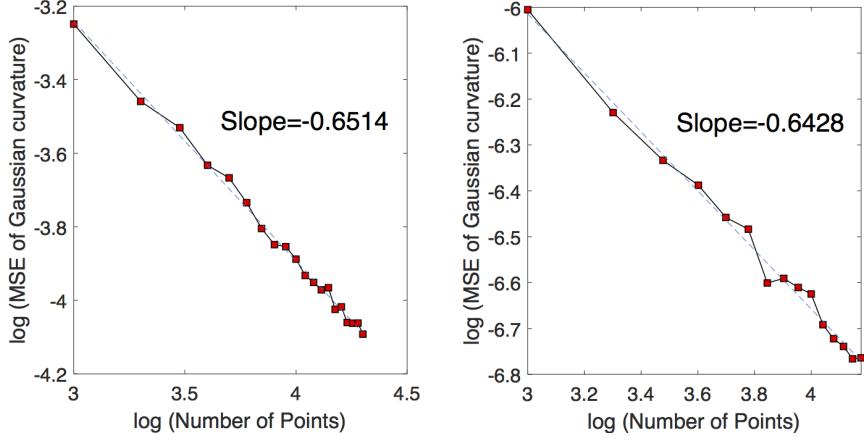 -3.2
-3.4
-3.6
-3.8
-4
-4.2
log (MSE of Gaussian curvature)
Slope=-0.6514
3 3.5 4 4.5
log (Number of Points)
-6
-6.1
-6.2
-6.3
-6.4
-6.5
-6.6
-6.7
-6.8
log (MSE of Gaussian curvature)
Slope=-0.6428
3 3.2 3.4 3.6 3.8 4
log (Number of Points)